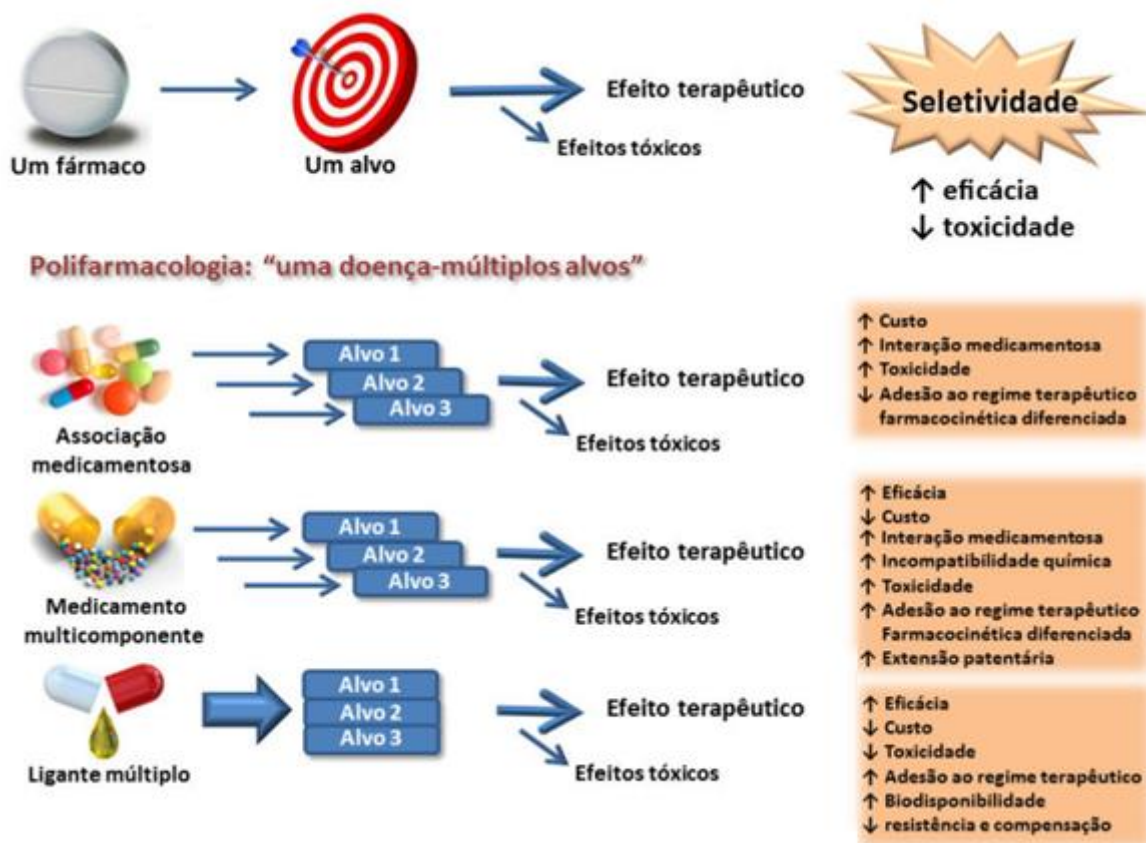 Um fármaco
Um alvo
Efeito terapêutico
Efeitos tóxicos
Seletividade
↑ eficácia
↓ toxicidade
Polifarmacologia: “uma doença-múltiplos alvos”
Associação
medicamentosa
Alvo 1
Alvo 2
Alvo 3
Efeito terapêutico
Efeitos tóxicos
↑ Custo
↑ Interação medicamentosa
↑ Toxicidade
↓ Adesão ao regime terapêutico
farmacocinética diferenciada
Medicamento
multicomponente
Alvo 1
Alvo 2
Alvo 3
Efeito terapêutico
Efeitos tóxicos
↑ Eficácia
↓ Custo
↑ Interação medicamentosa
↑ Incompatibilidade química
↑ Toxicidade
↑ Adesão ao regime terapêutico
Farmacocinética diferenciada
↑ Extensão patentária
Ligante múltiplo
Alvo 1
Alvo 2
Alvo 3
Efeito terapêutico
Efeitos tóxicos
↑ Eficácia
↓ Custo
↓ Toxicidade
↑ Adesão ao regime terapêutico
↑ Biodisponibilidade
↓ resistência e compensação